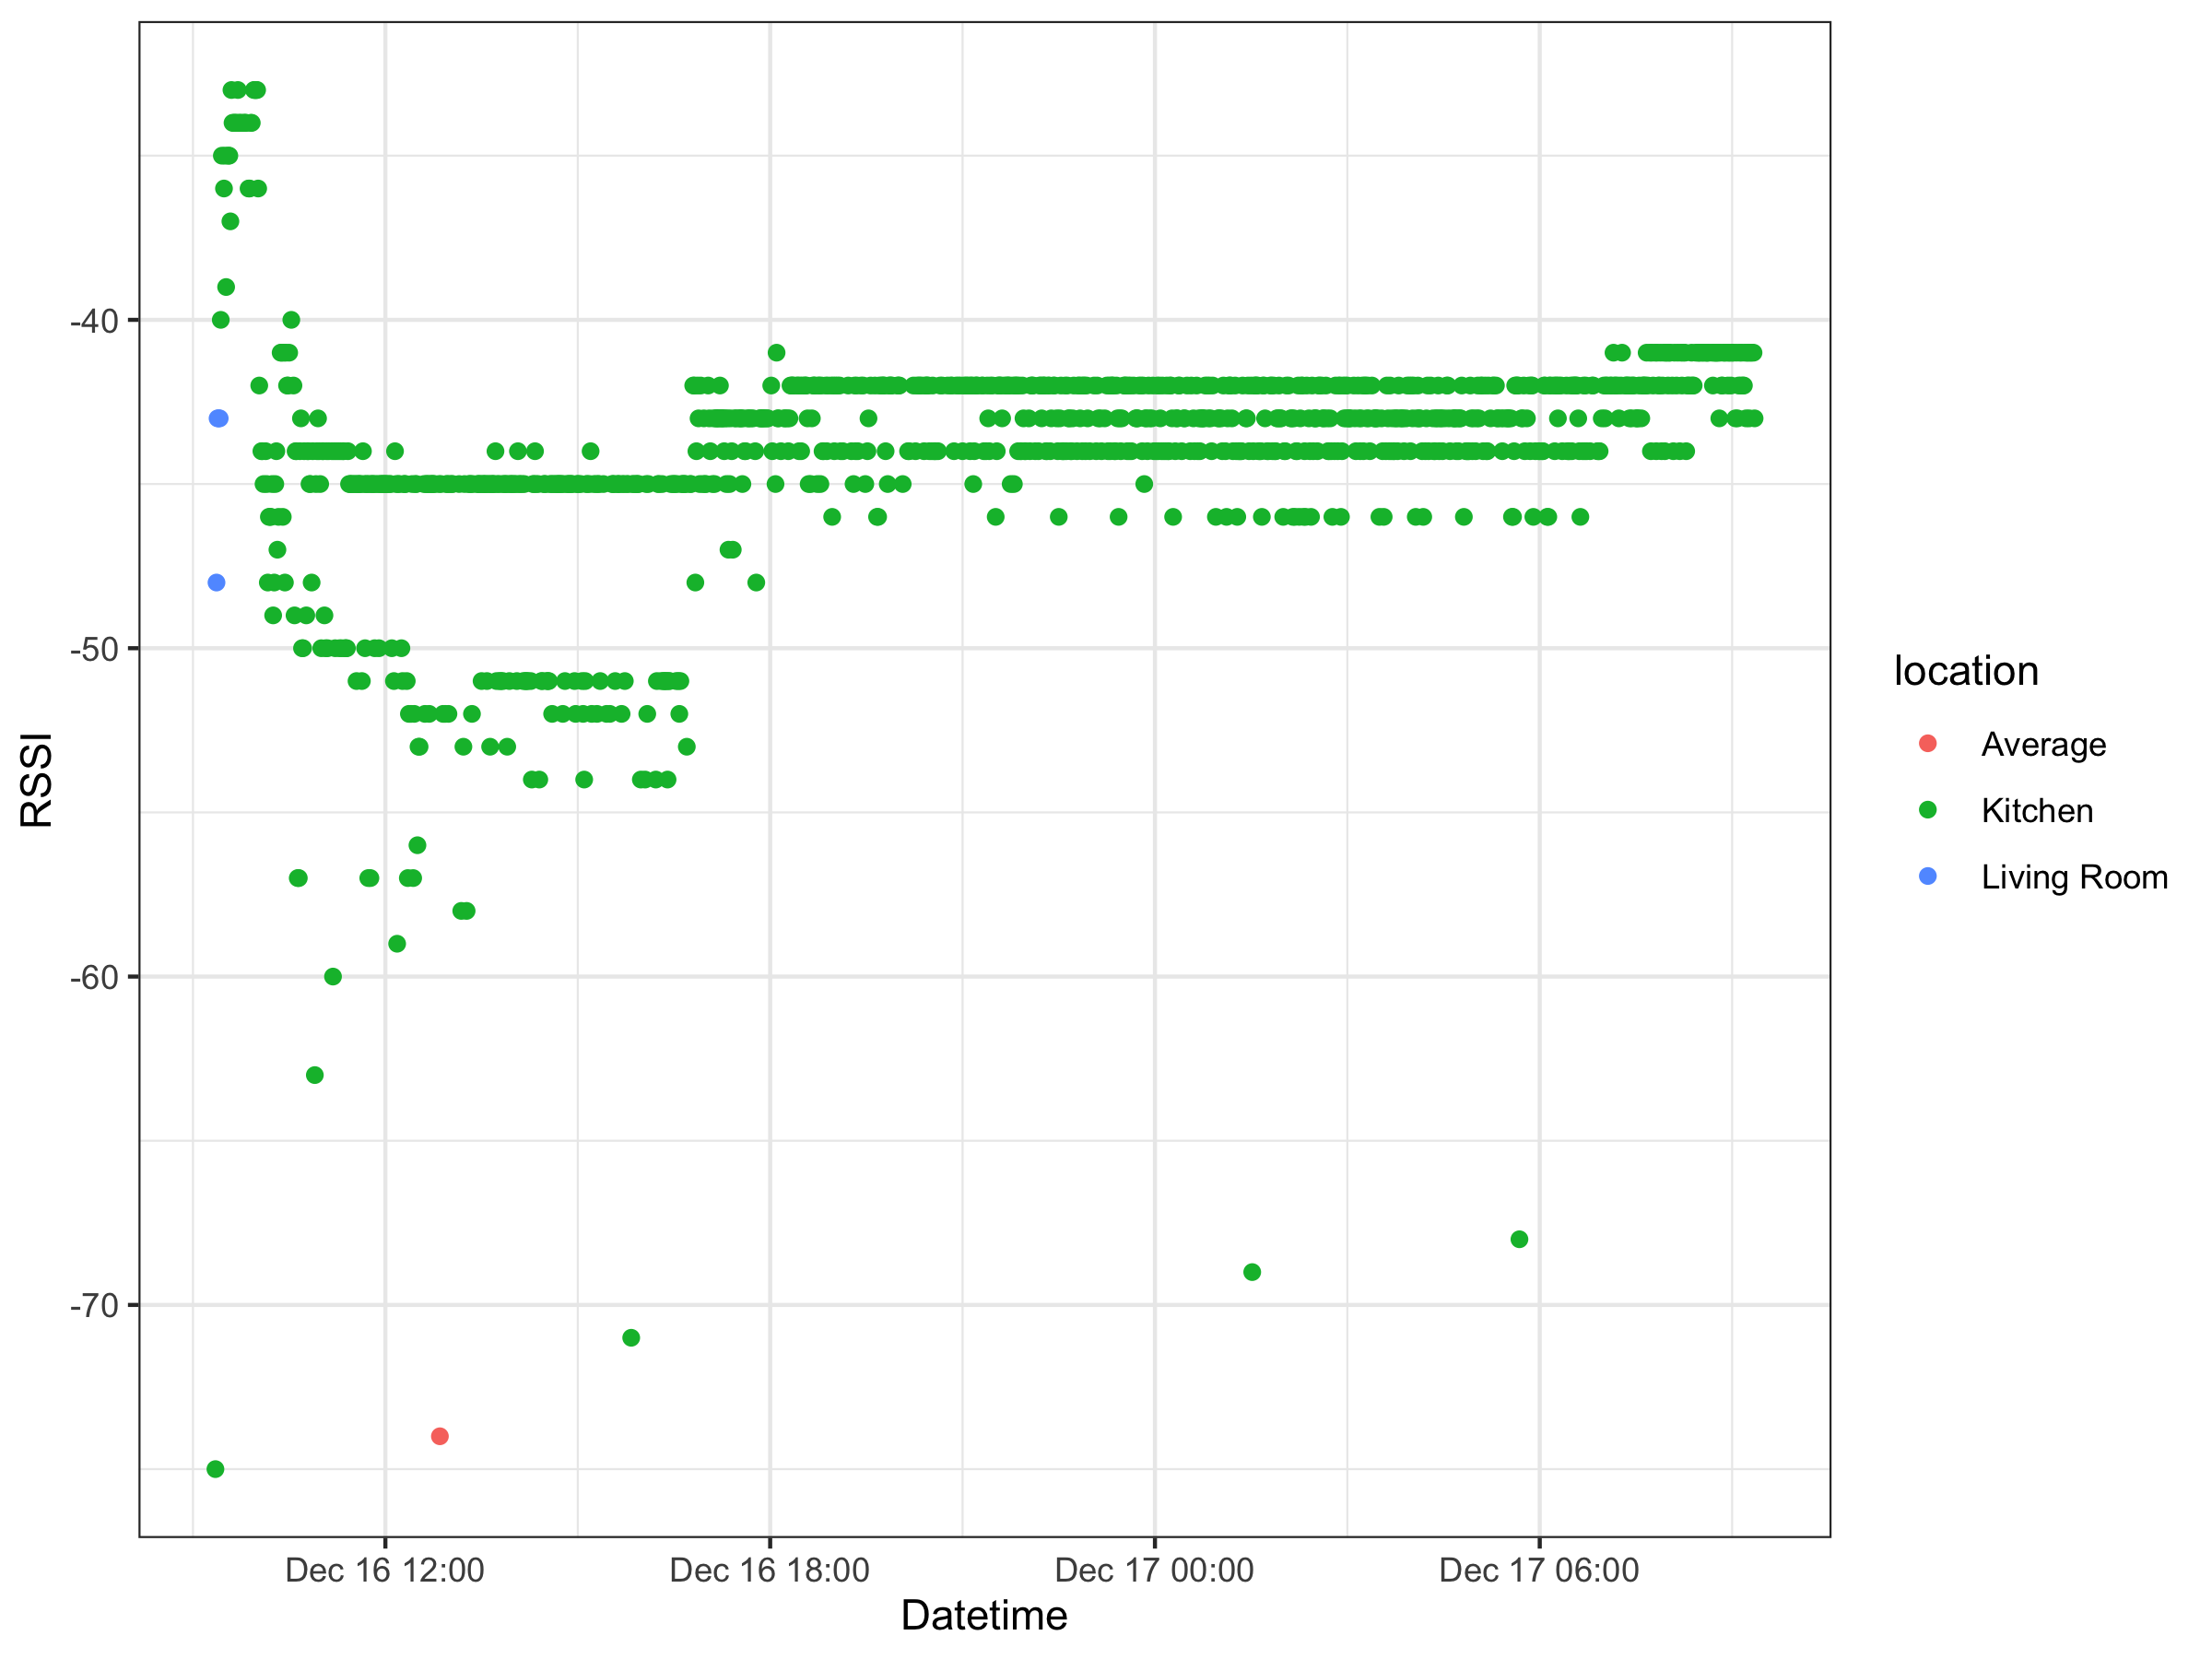 RSSI
-40
-50
-60
-70
Dec 16 12:00
Dec 16 18:00
Dec 17 00:00
Dec 17 06:00
Datetime
location
Average
Kitchen
Living Room